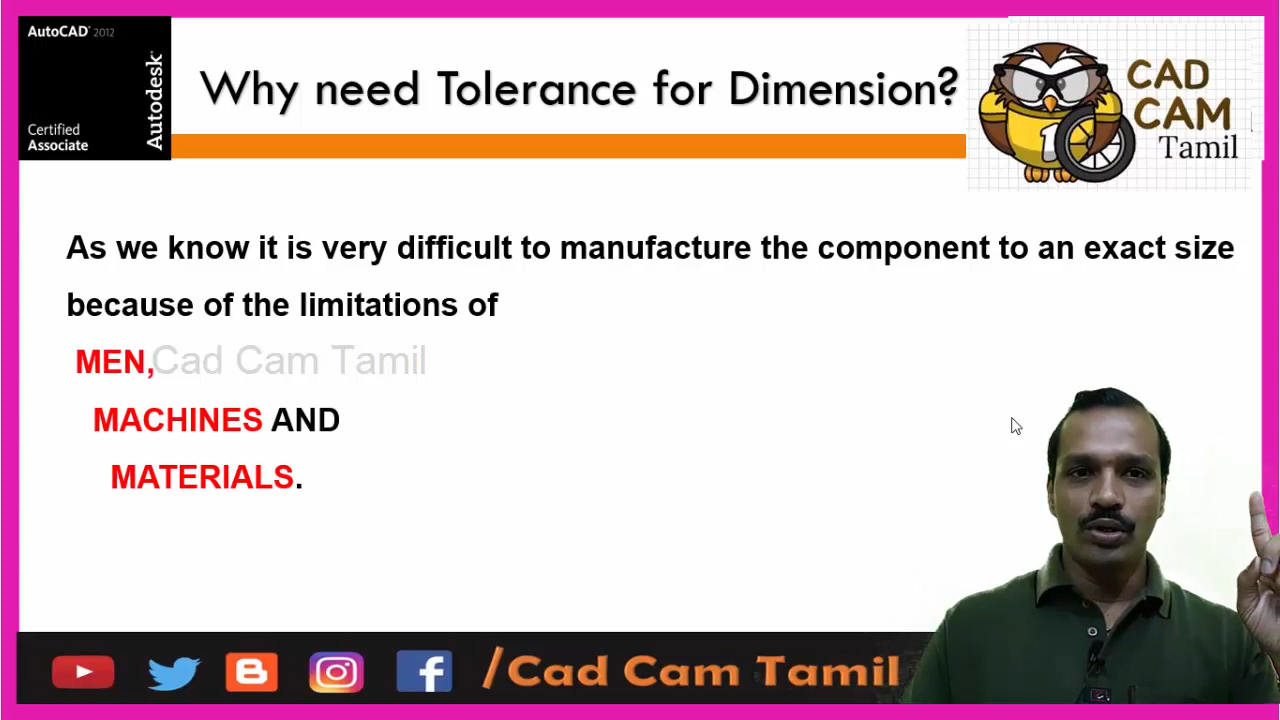 AutoCAD® 2012
Autodesk®
Certified
Associate
Why need Tolerance for Dimension?
CAD
CAM
Tamil
1
As we know it is very difficult to manufacture the component to an exact size
because of the limitations of
MEN,Cad Cam Tamil
MACHINES AND
MATERIALS.
/Cad Cam Tamil